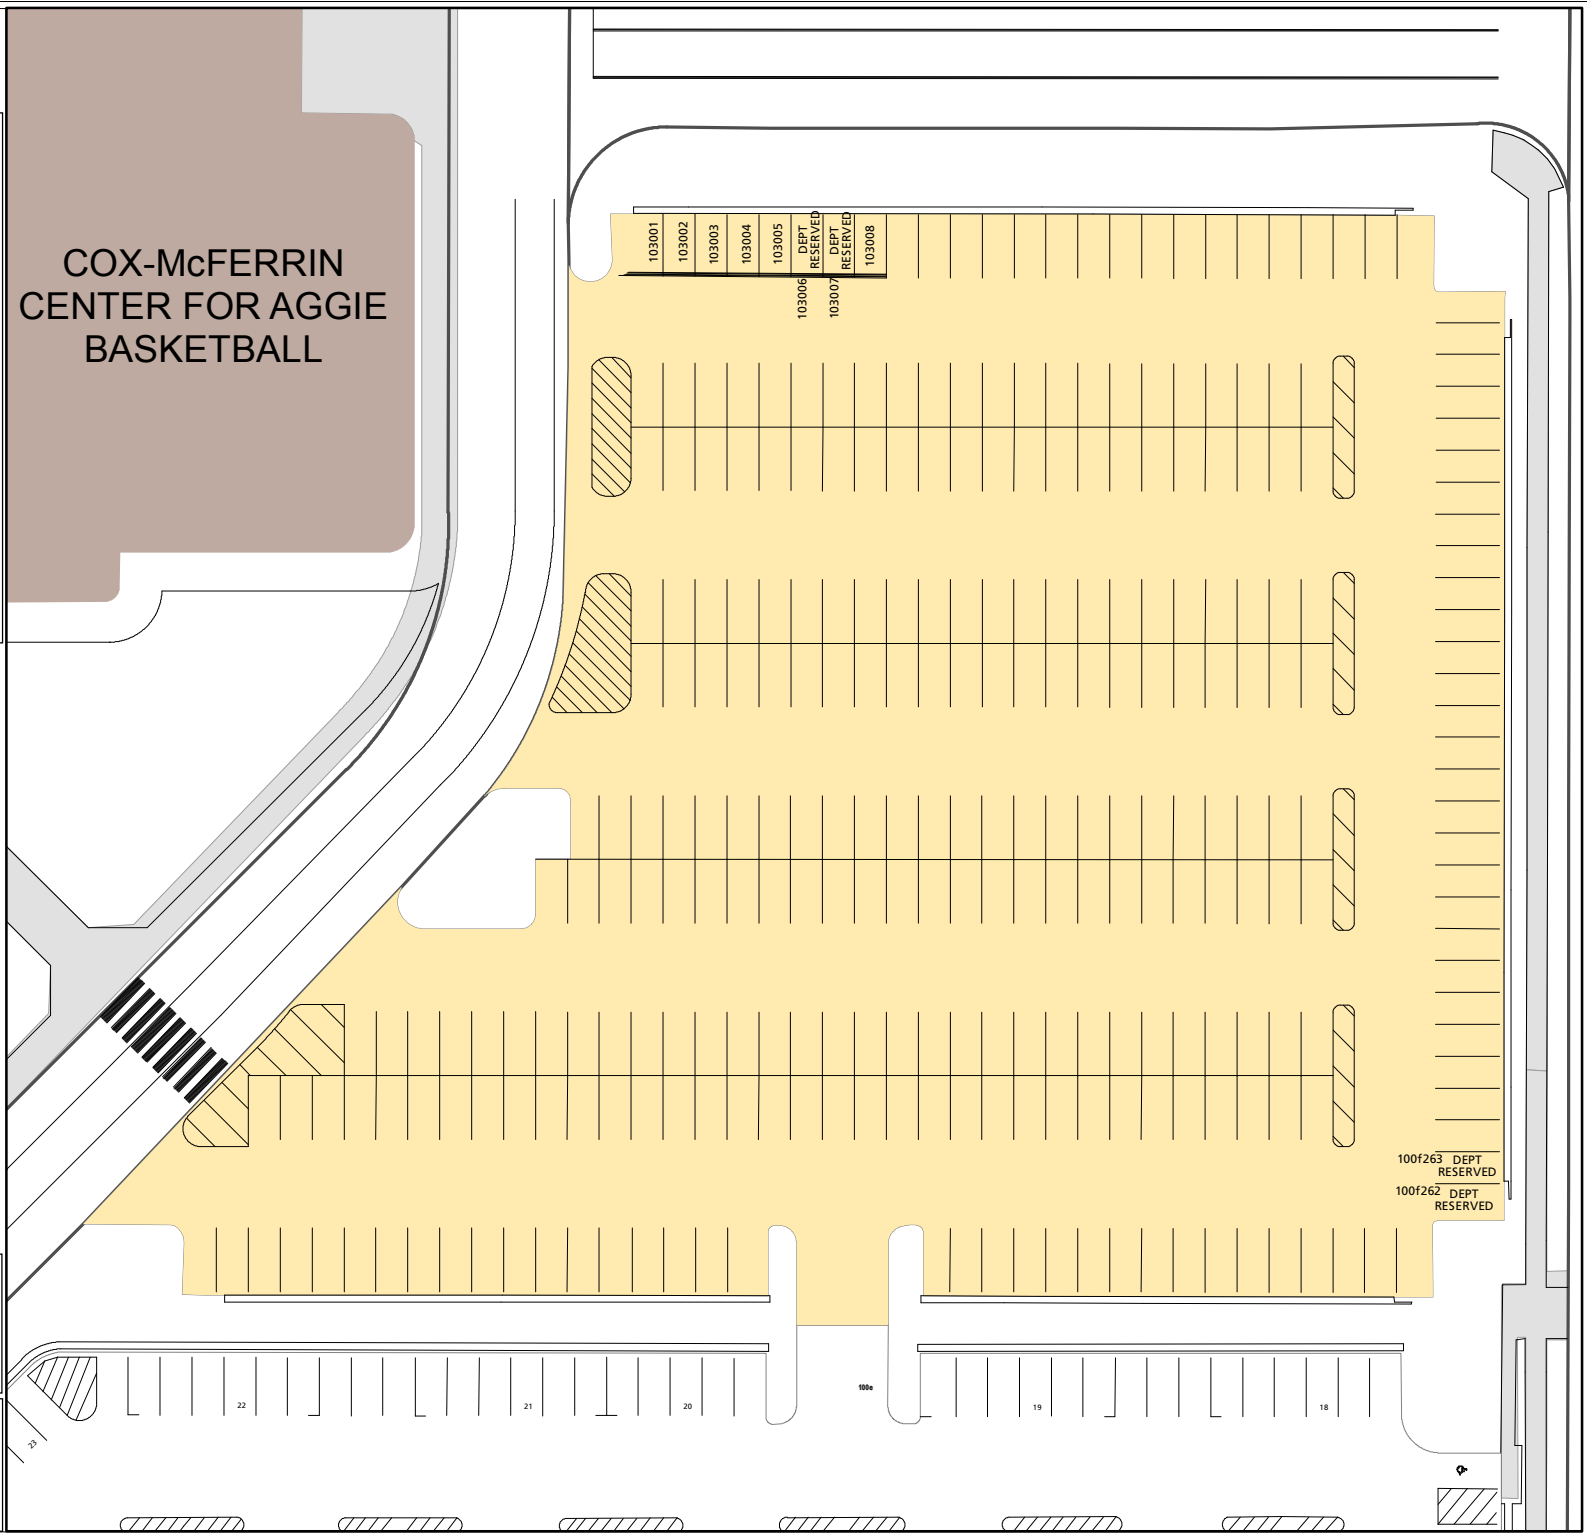 COX-McFERRIN
CENTER FOR AGGIE
BASKETBALL
103001
103002
103003
103004
103005
DEPT
RESERVED
DEPT
RESERVED
103008
103006
103007
100f263
DEPT
RESERVED
100f262
DEPT
RESERVED
100e
22
21
20
19
18
23